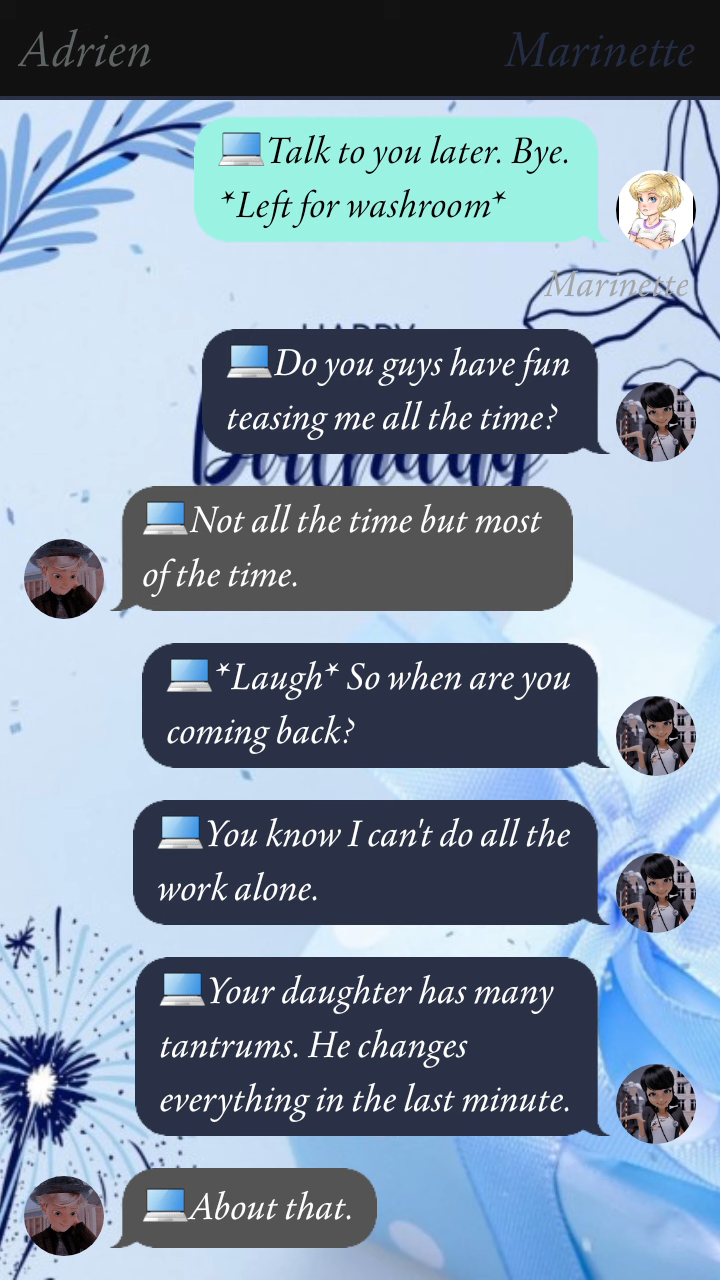 Adrien
Marinette
💻Talk to you later. Bye.
*Left for washroom*
Marinette
HAPPY
💻Do you guys have fun
teasing me all the time?
birthday
💻Not all the time but most
of the time.
💻*Laugh* So when are you
coming back?
💻You know I can't do all the
work alone.
💻Your daughter has many
tantrums. He changes
everything in the last minute.
💻About that.